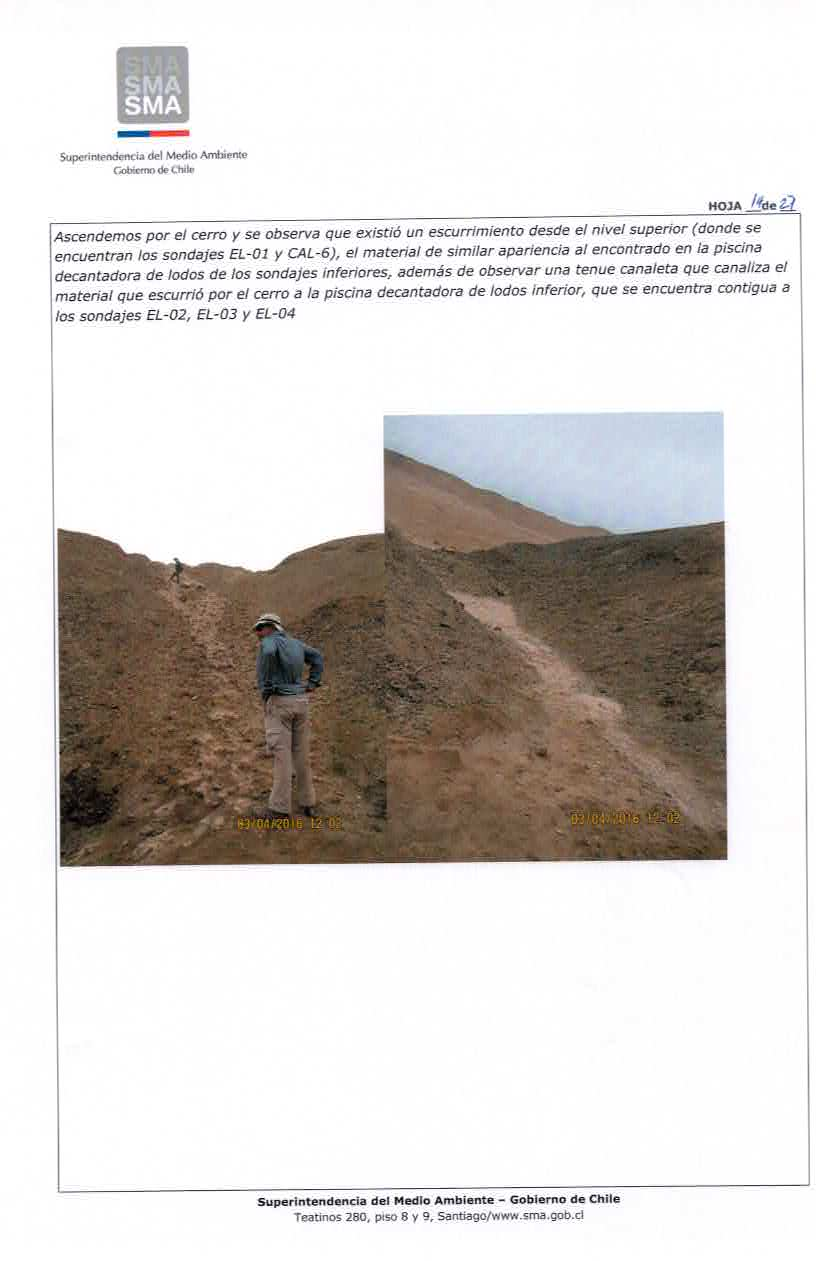 SMA
SMA
SMA
Superintendencia del Medio Ambiente
Gobierno de Chile
HOJA 19 de 27
Ascendemos por el cerro y se observa que existió un escurrimiento desde el nivel superior (donde se
encuentran los sondajes EL-01 y CAL-6), el material de similar apariencia al encontrado en la piscina
decantadora de lodos de los sondajes inferiores, además de observar una tenue canaleta que canaliza el
material que escurrió por el cerro a la piscina decantadora de lodos inferior, que se encuentra contigua a
los sondajes EL-02, EL-03 y EL-04
03/04/2016 12:02
03/04/2016 12:02
Superintendencia del Medio Ambiente – Gobierno de Chile
Teatinos 280, piso 8 y 9, Santiago/www.sma.gob.cl